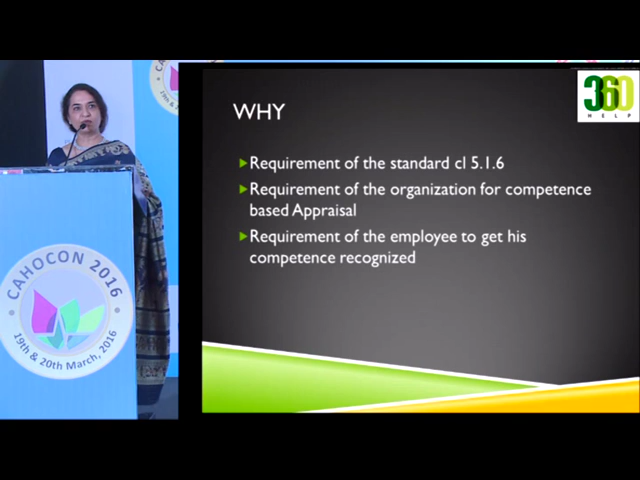 WHY
Requirement of the standard cl 5.1.6
Requirement of the organization for competence
based Appraisal
Requirement of the employee to get his
competence recognized
360
HELP
CAHOCON 2016
19th & 20th March, 2016